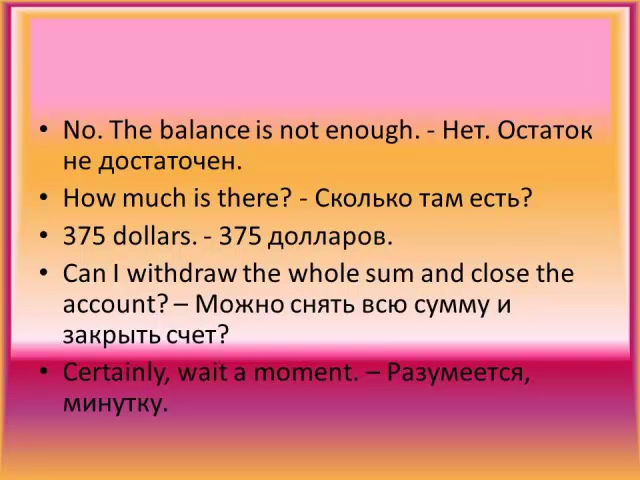 • No. The balance is not enough. - Нет. Остаток
не достаточен.
• How much is there? - Сколько там есть?
• 375 dollars. - 375 долларов.
• Can I withdraw the whole sum and close the
account? – Можно снять всю сумму и
закрыть счет?
• Certainly, wait a moment. – Разумеется,
минутку.